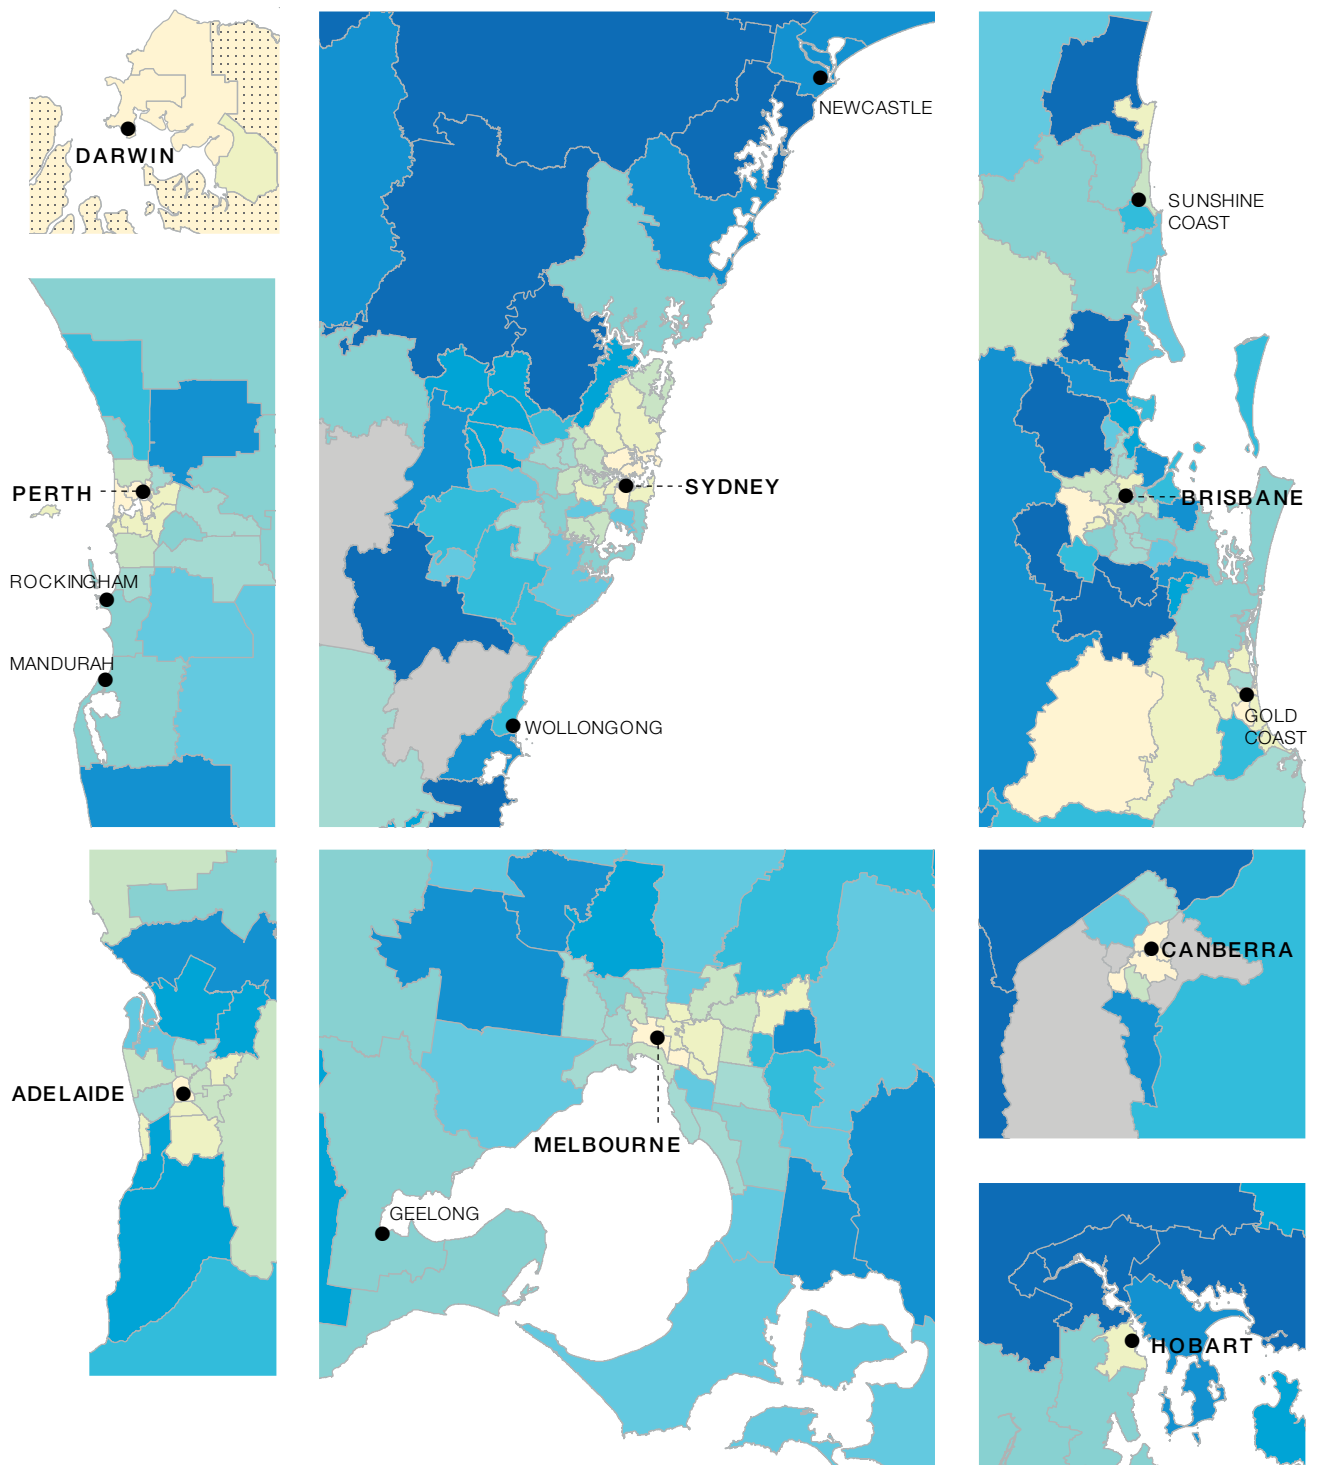 DARWIN
NEWCASTLE
SUNSHINE
COAST
PERTH
ROCKINGHAM
MANDURAH
SYDNEY
WOLLONGONG
BRISBANE
GOLD
COAST
ADELAIDE
MELBOURNE
GEELONG
CANBERRA
HOBART